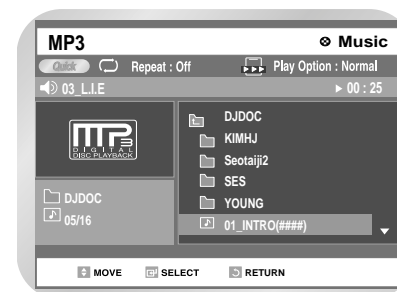 MP3 Music
Quick Repeat : Off Play Option : Normal
03_L.I.E 00 : 25
MP3
DIGITAL
DISC PLAYBACK
DJDOC
05/16
DJDOC
KIMHJ
Seotaiji2
SES
YOUNG
01_INTRO(####)
MOVE SELECT RETURN